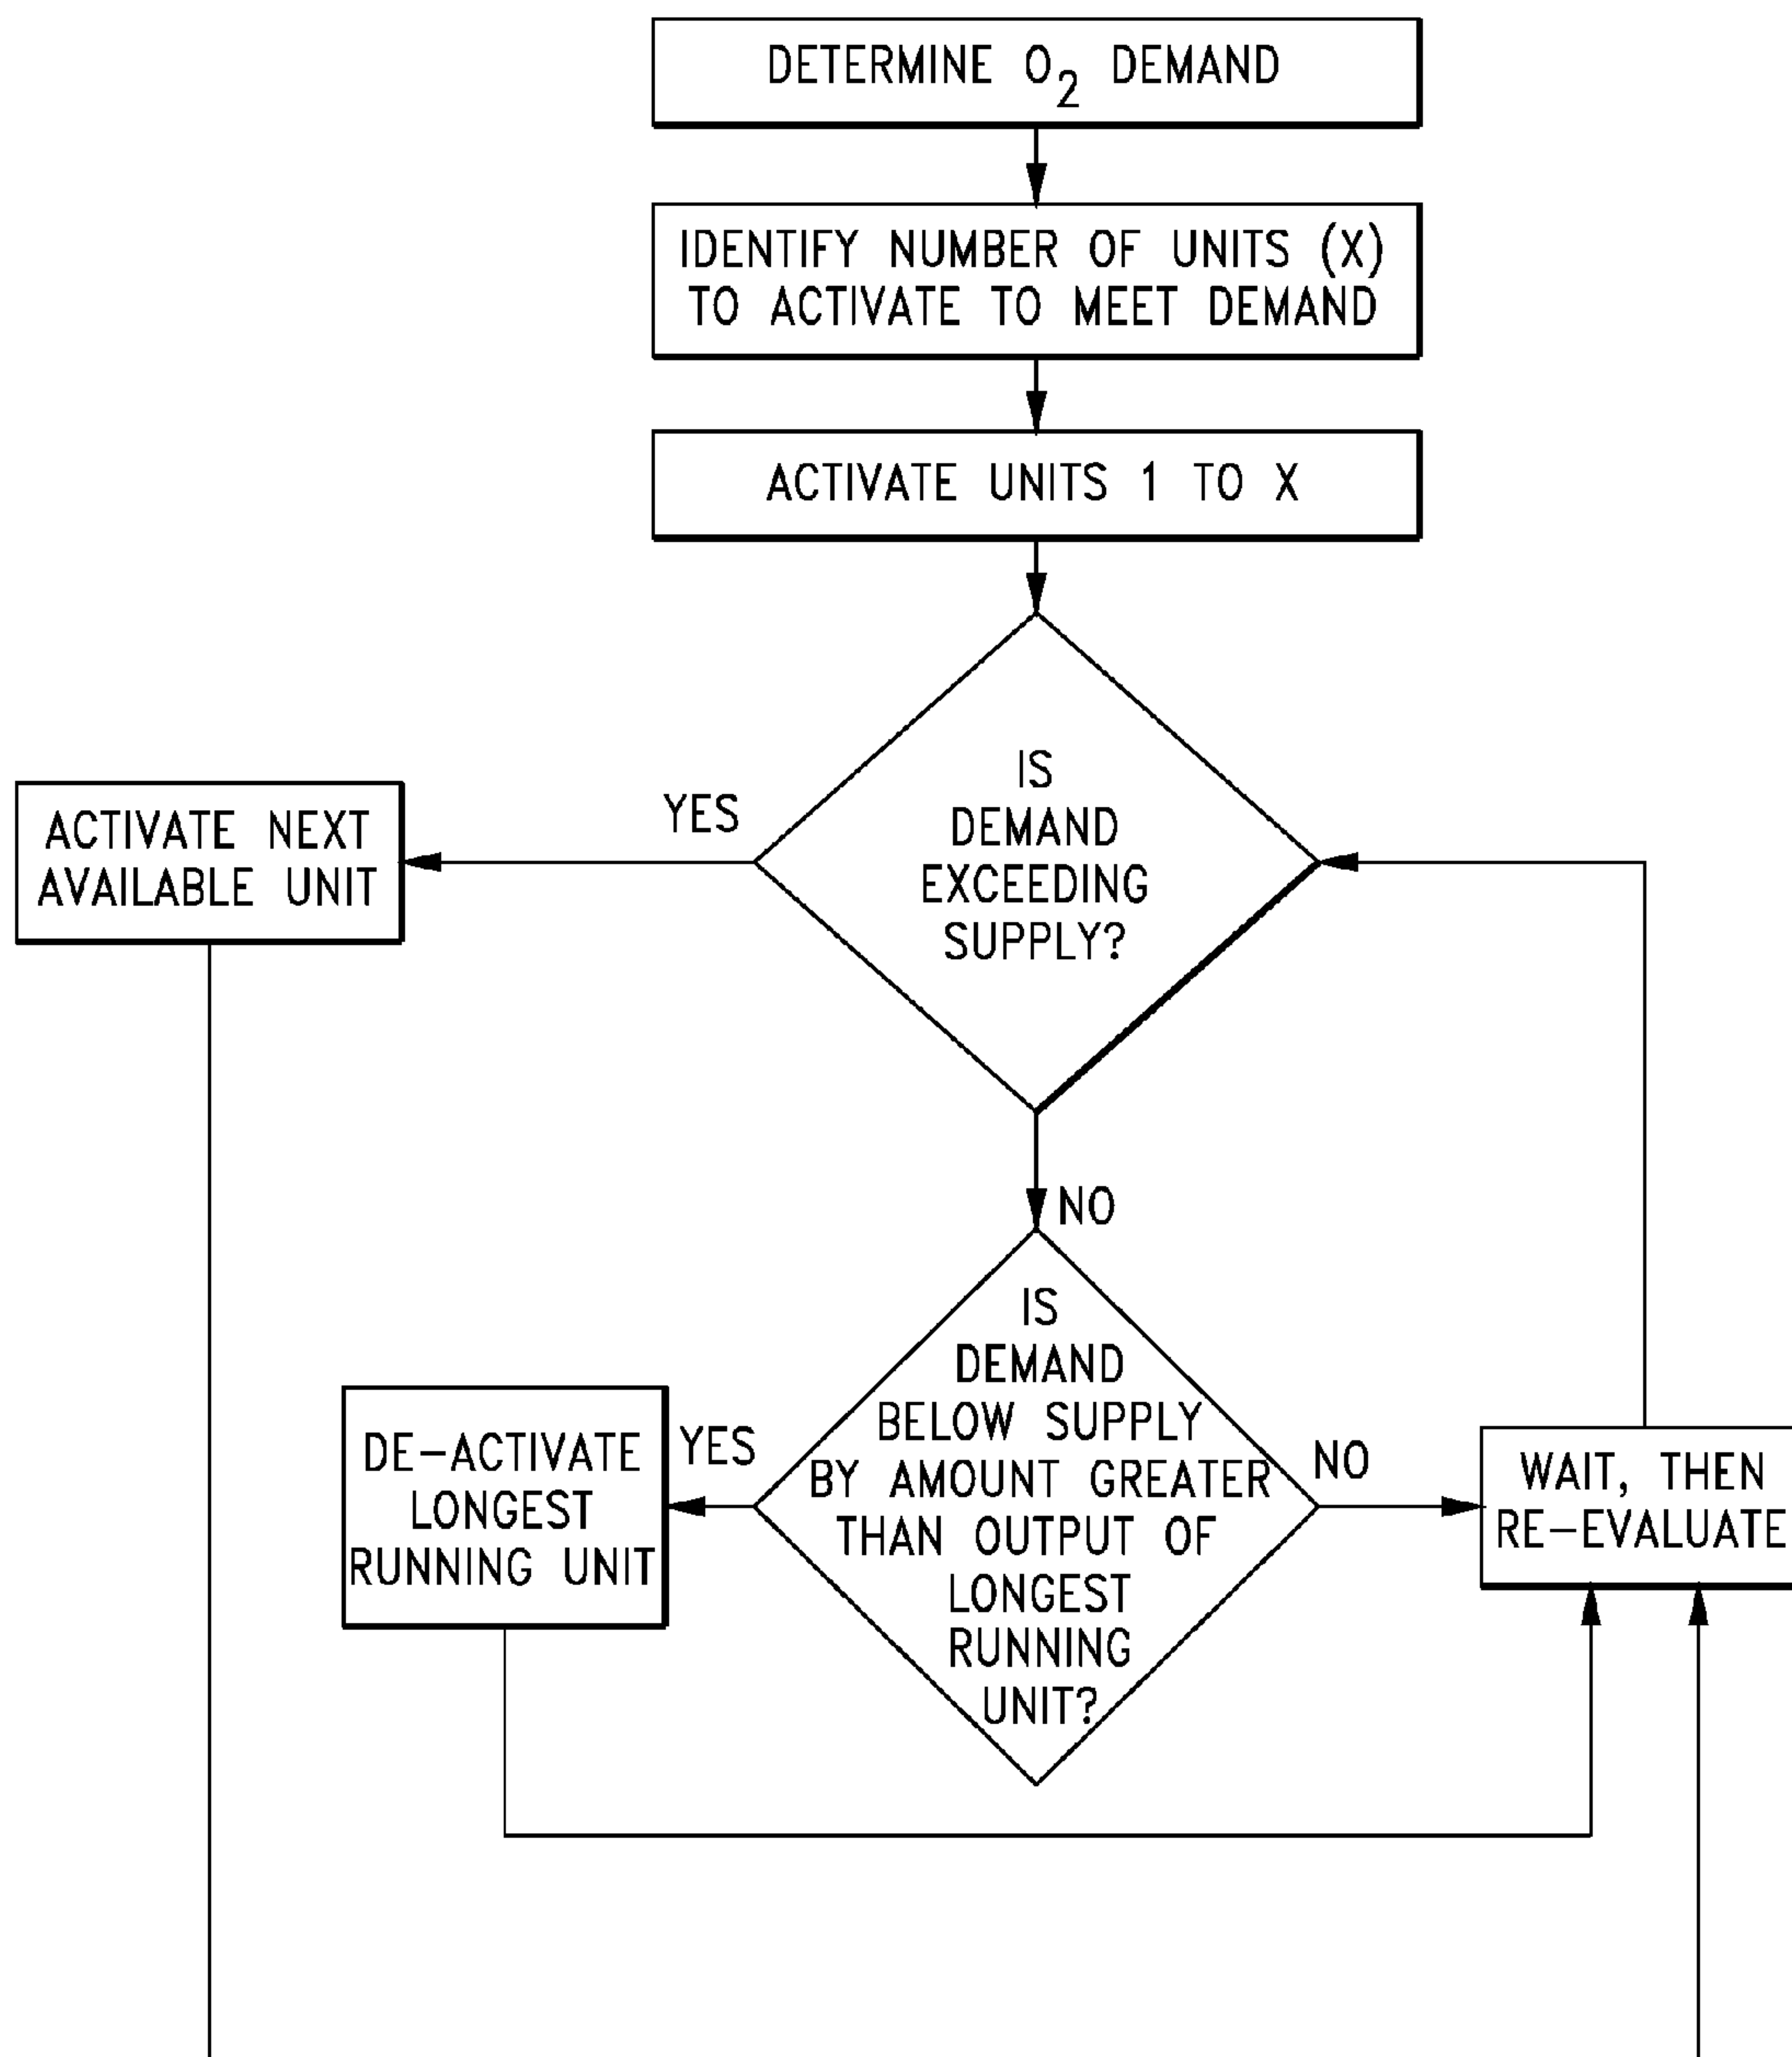 DETERMINE O2 DEMAND
IDENTIFY NUMBER OF UNITS (X)
TO ACTIVATE TO MEET DEMAND
ACTIVATE UNITS 1 TO X
IS
DEMAND
EXCEEDING
SUPPLY?
YES
ACTIVATE NEXT
AVAILABLE UNIT
NO
IS
DEMAND
BELOW SUPPLY
BY AMOUNT GREATER
THAN OUTPUT OF
LONGEST
RUNNING
UNIT?
YES
DE-ACTIVATE
LONGEST
RUNNING UNIT
NO
WAIT, THEN
RE-EVALUATE